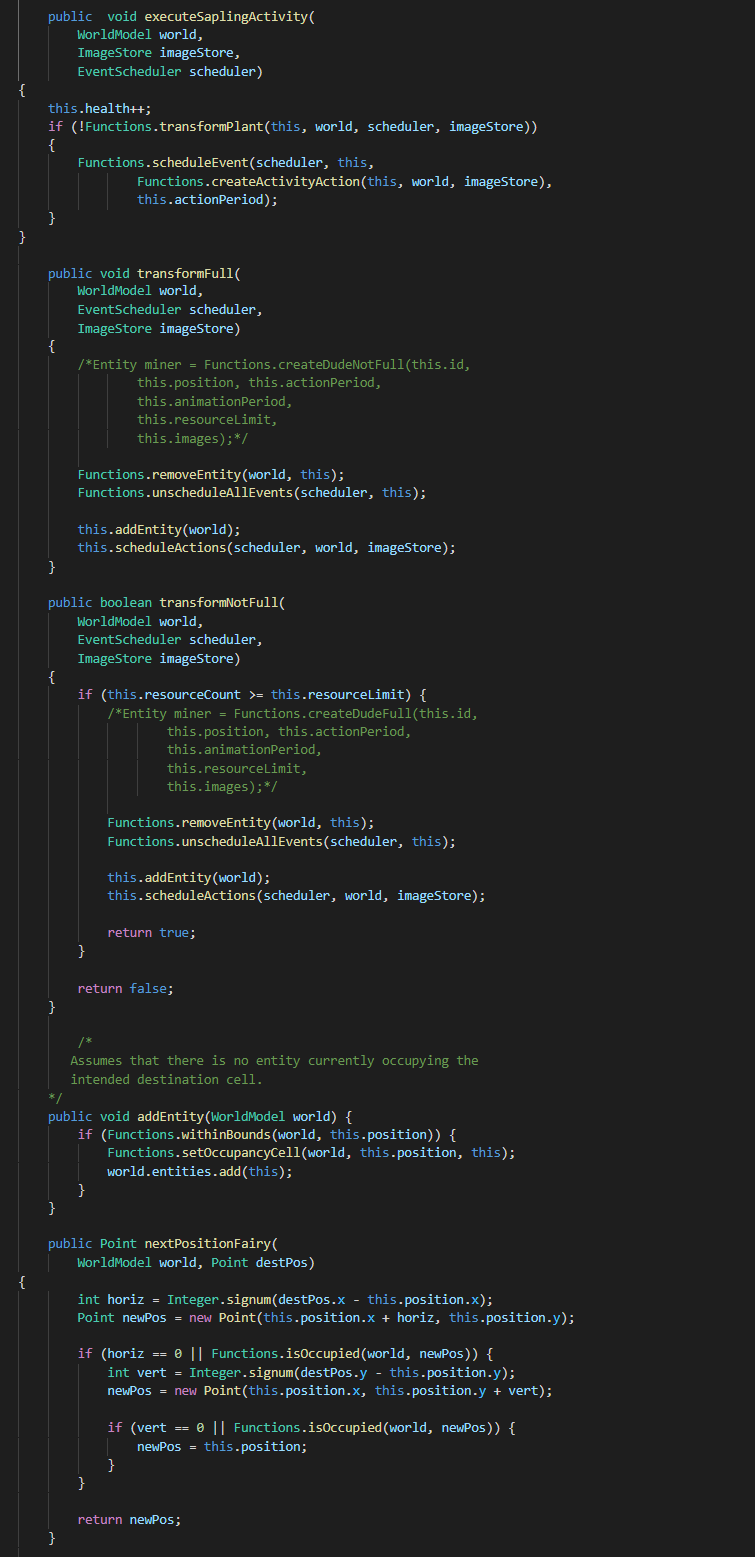 public  void executeSaplingActivity(
WorldModel world,
ImageStore imageStore,
EventScheduler scheduler)
{
this.health++;
if (!Functions.transformPlant(this, world, scheduler, imageStore))
{
Functions.scheduleEvent(scheduler, this,
Functions.createActivityAction(this, world, imageStore),
this.actionPeriod);
}
}
public void transformFull(
WorldModel world,
EventScheduler scheduler,
ImageStore imageStore)
{
/*Entity miner = Functions.createDudeNotFull(this.id,
this.position, this.actionPeriod,
this.animationPeriod,
this.resourceLimit,
this.images);*/
Functions.removeEntity(world, this);
Functions.unscheduleAllEvents(scheduler, this);
this.addEntity(world);
this.scheduleActions(scheduler, world, imageStore);
}
public boolean transformNotFull(
WorldModel world,
EventScheduler scheduler,
ImageStore imageStore)
{
if (this.resourceCount >= this.resourceLimit) {
/*Entity miner = Functions.createDudeFull(this.id,
this.position, this.actionPeriod,
this.animationPeriod,
this.resourceLimit,
this.images);*/
Functions.removeEntity(world, this);
Functions.unscheduleAllEvents(scheduler, this);
this.addEntity(world);
this.scheduleActions(scheduler, world, imageStore);
return true;
}
return false;
}
/*
Assumes that there is no entity currently occupying the
intended destination cell.
*/
public void addEntity(WorldModel world) {
if (Functions.withinBounds(world, this.position)) {
Functions.setOccupancyCell(world, this.position, this);
world.entities.add(this);
}
}
public Point nextPositionFairy(
WorldModel world, Point destPos)
{
int horiz = Integer.signum(destPos.x - this.position.x);
Point newPos = new Point(this.position.x + horiz, this.position.y);
if (horiz == 0 || Functions.isOccupied(world, newPos)) {
int vert = Integer.signum(destPos.y - this.position.y);
newPos = new Point(this.position.x, this.position.y + vert);
if (vert == 0 || Functions.isOccupied(world, newPos)) {
newPos = this.position;
}
}
return newPos;
}